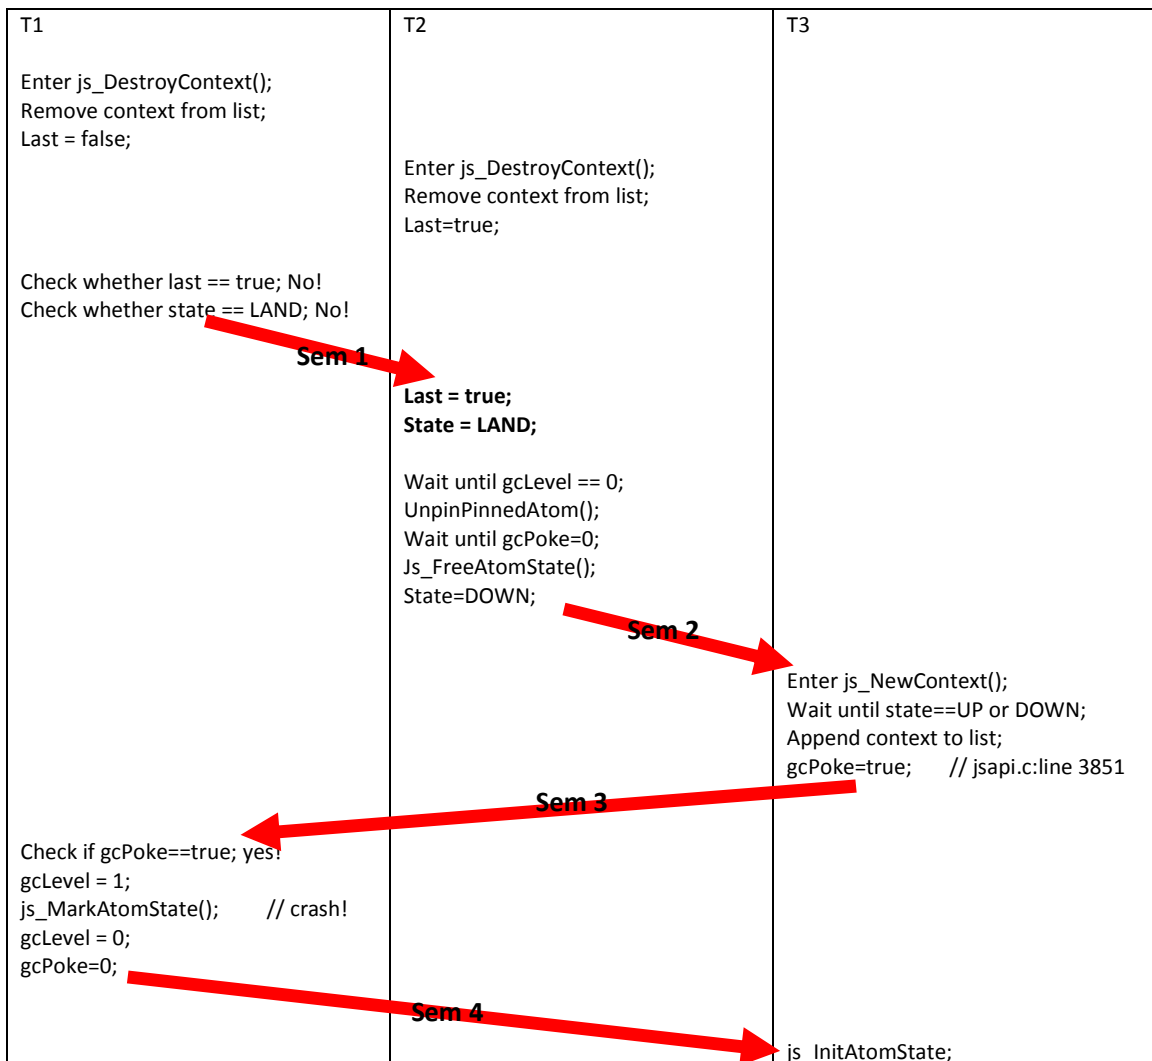 T1
T2
T3
Enter js_DestroyContext();
Remove context from list;
Last = false;
Enter js_DestroyContext();
Remove context from list;
Last=true;
Check whether last == true; No!
Check whether state == LAND; No!
Sem 1
Last = true;
State = LAND;
Wait until gcLevel == 0;
UnpinPinnedAtom();
Wait until gcPoke=0;
Js_FreeAtomState();
State=DOWN;
Sem 2
Enter js_NewContext();
Wait until state==UP or DOWN;
Append context to list;
gcPoke=true; // jsapi.c:line 3851
Sem 3
Check if gcPoke==true; yes!
gcLevel = 1;
js_MarkAtomState(); // crash!
gcLevel = 0;
gcPoke=0;
Sem 4
js_InitAtomState;